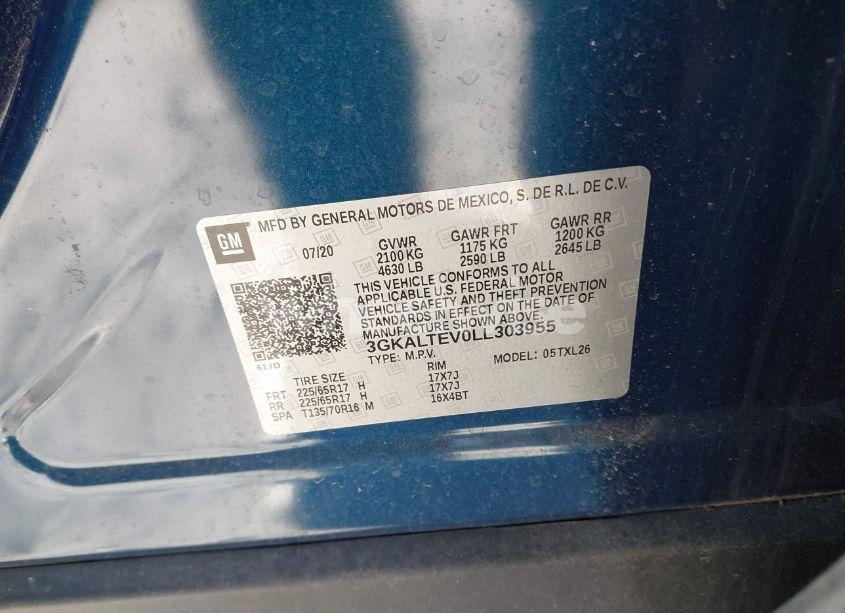 GM
MFD BY GENERAL MOTORS DE MEXICO, S. DE R.L. DE C.V.
07/20 GVWR GAWR FRT GAWR RR
2100 KG 1175 KG 1200 KG
4630 LB 2590 LB 2645 LB
THIS VEHICLE CONFORMS TO ALL
APPLICABLE U.S. FEDERAL MOTOR
VEHICLE SAFETY AND THEFT PREVENTION
STANDARDS IN EFFECT ON THE DATE OF
MANUFACTURE SHOWN ABOVE.
3GKALTEV0LL303955
617D
TYPE: M.P.V. MODEL: 05TXL26
TIRE SIZE RIM
FRT 225/65R17 H 17X7J
RR 225/65R17 H 17X7J
SPA T135/70R16 M 16X4BT